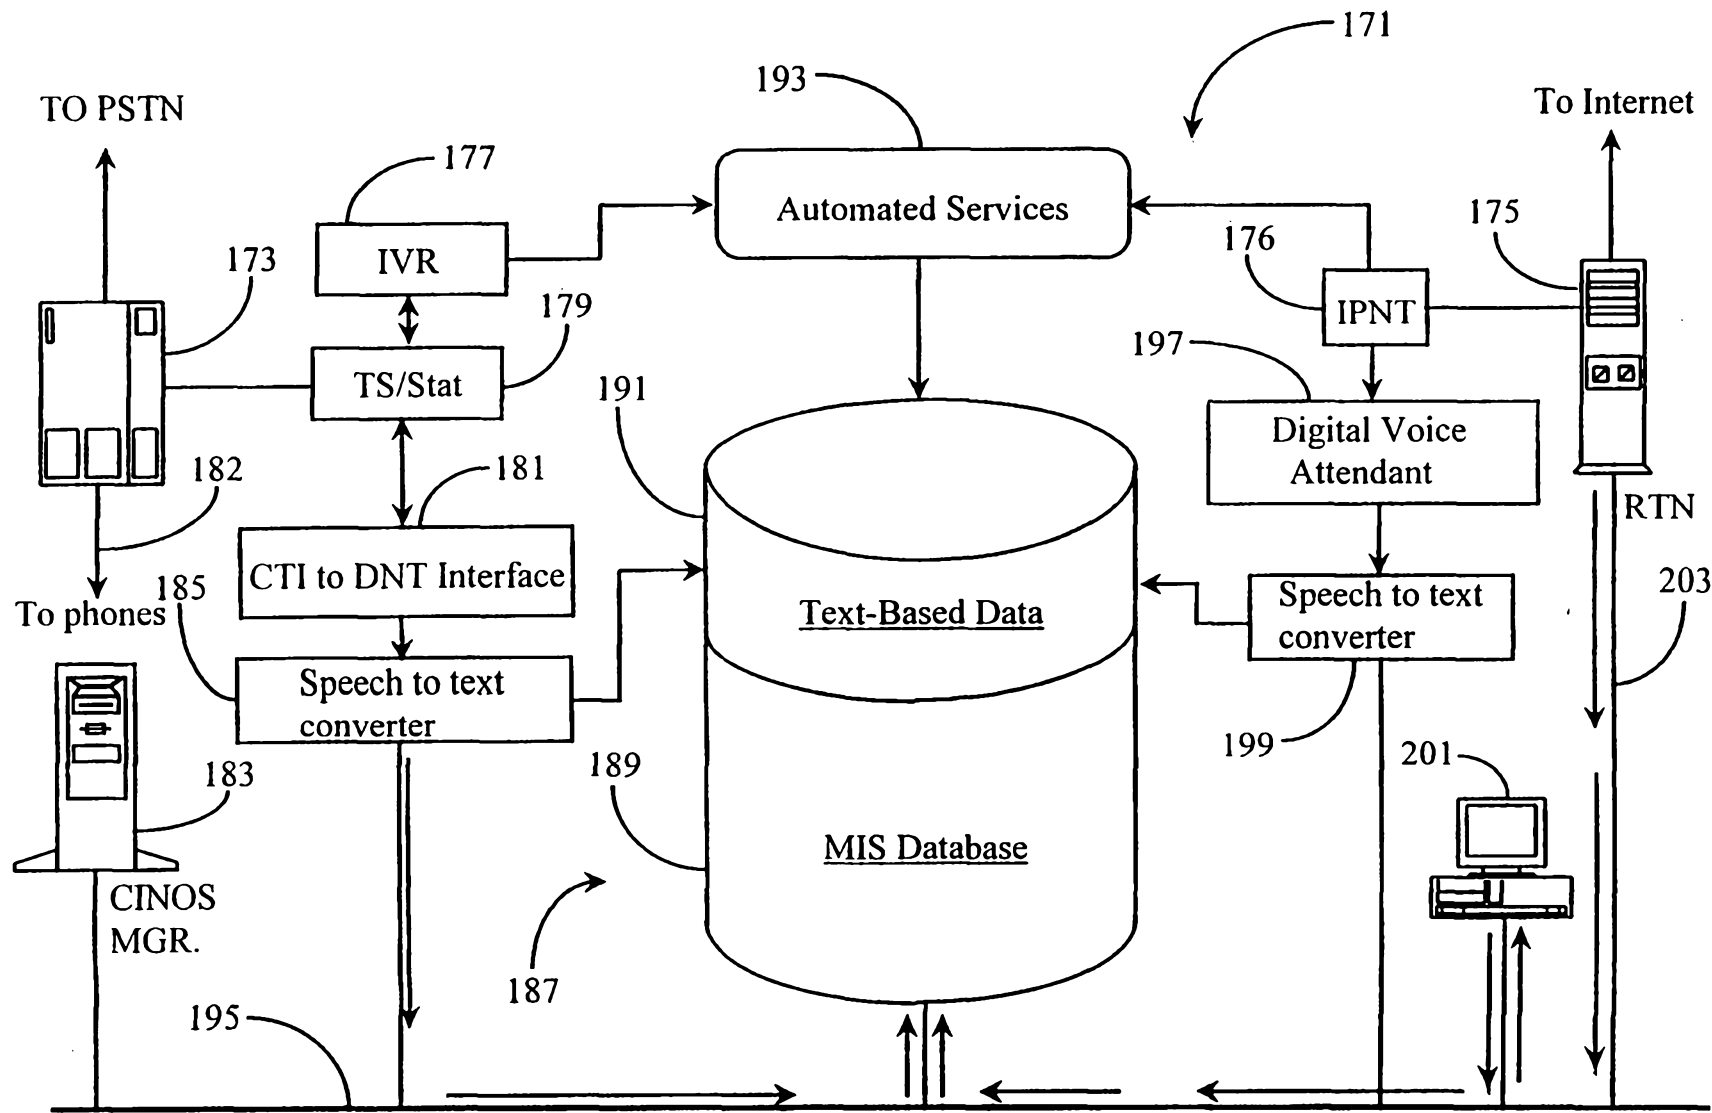 171
193
TO PSTN
To Internet
177
Automated Services
175
176
173
IVR
179
IPNT
197
TS/Stat
191
Digital Voice
Attendant
182
181
RTN
CTI to DNT Interface
185
To phones
Text-Based Data
Speech to text
converter
203
Speech to text
converter
199
201
183
189
MIS Database
CINOS
MGR.
187
195